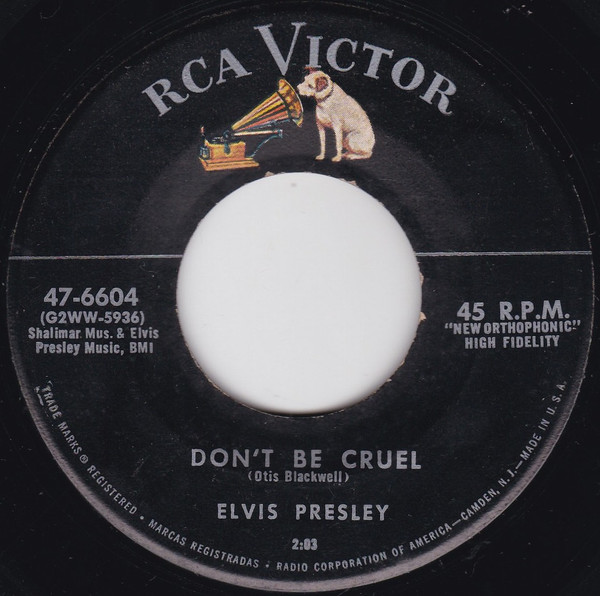 RCA VICTOR
47-6604
(G2WW-5936)
Shalimar Mus. & Elvis
Presley Music, BMI
45 R.P.M.
"NEW ORTHOPHONIC"
HIGH FIDELITY
DON'T BE CRUEL
(Otis Blackwell)
ELVIS PRESLEY
2:03
TRADE MARKS ® REGISTERED • MARCAS REGISTRADAS • RADIO CORPORATION OF AMERICA—CAMDEN, N. J.—MADE IN U.S.A.